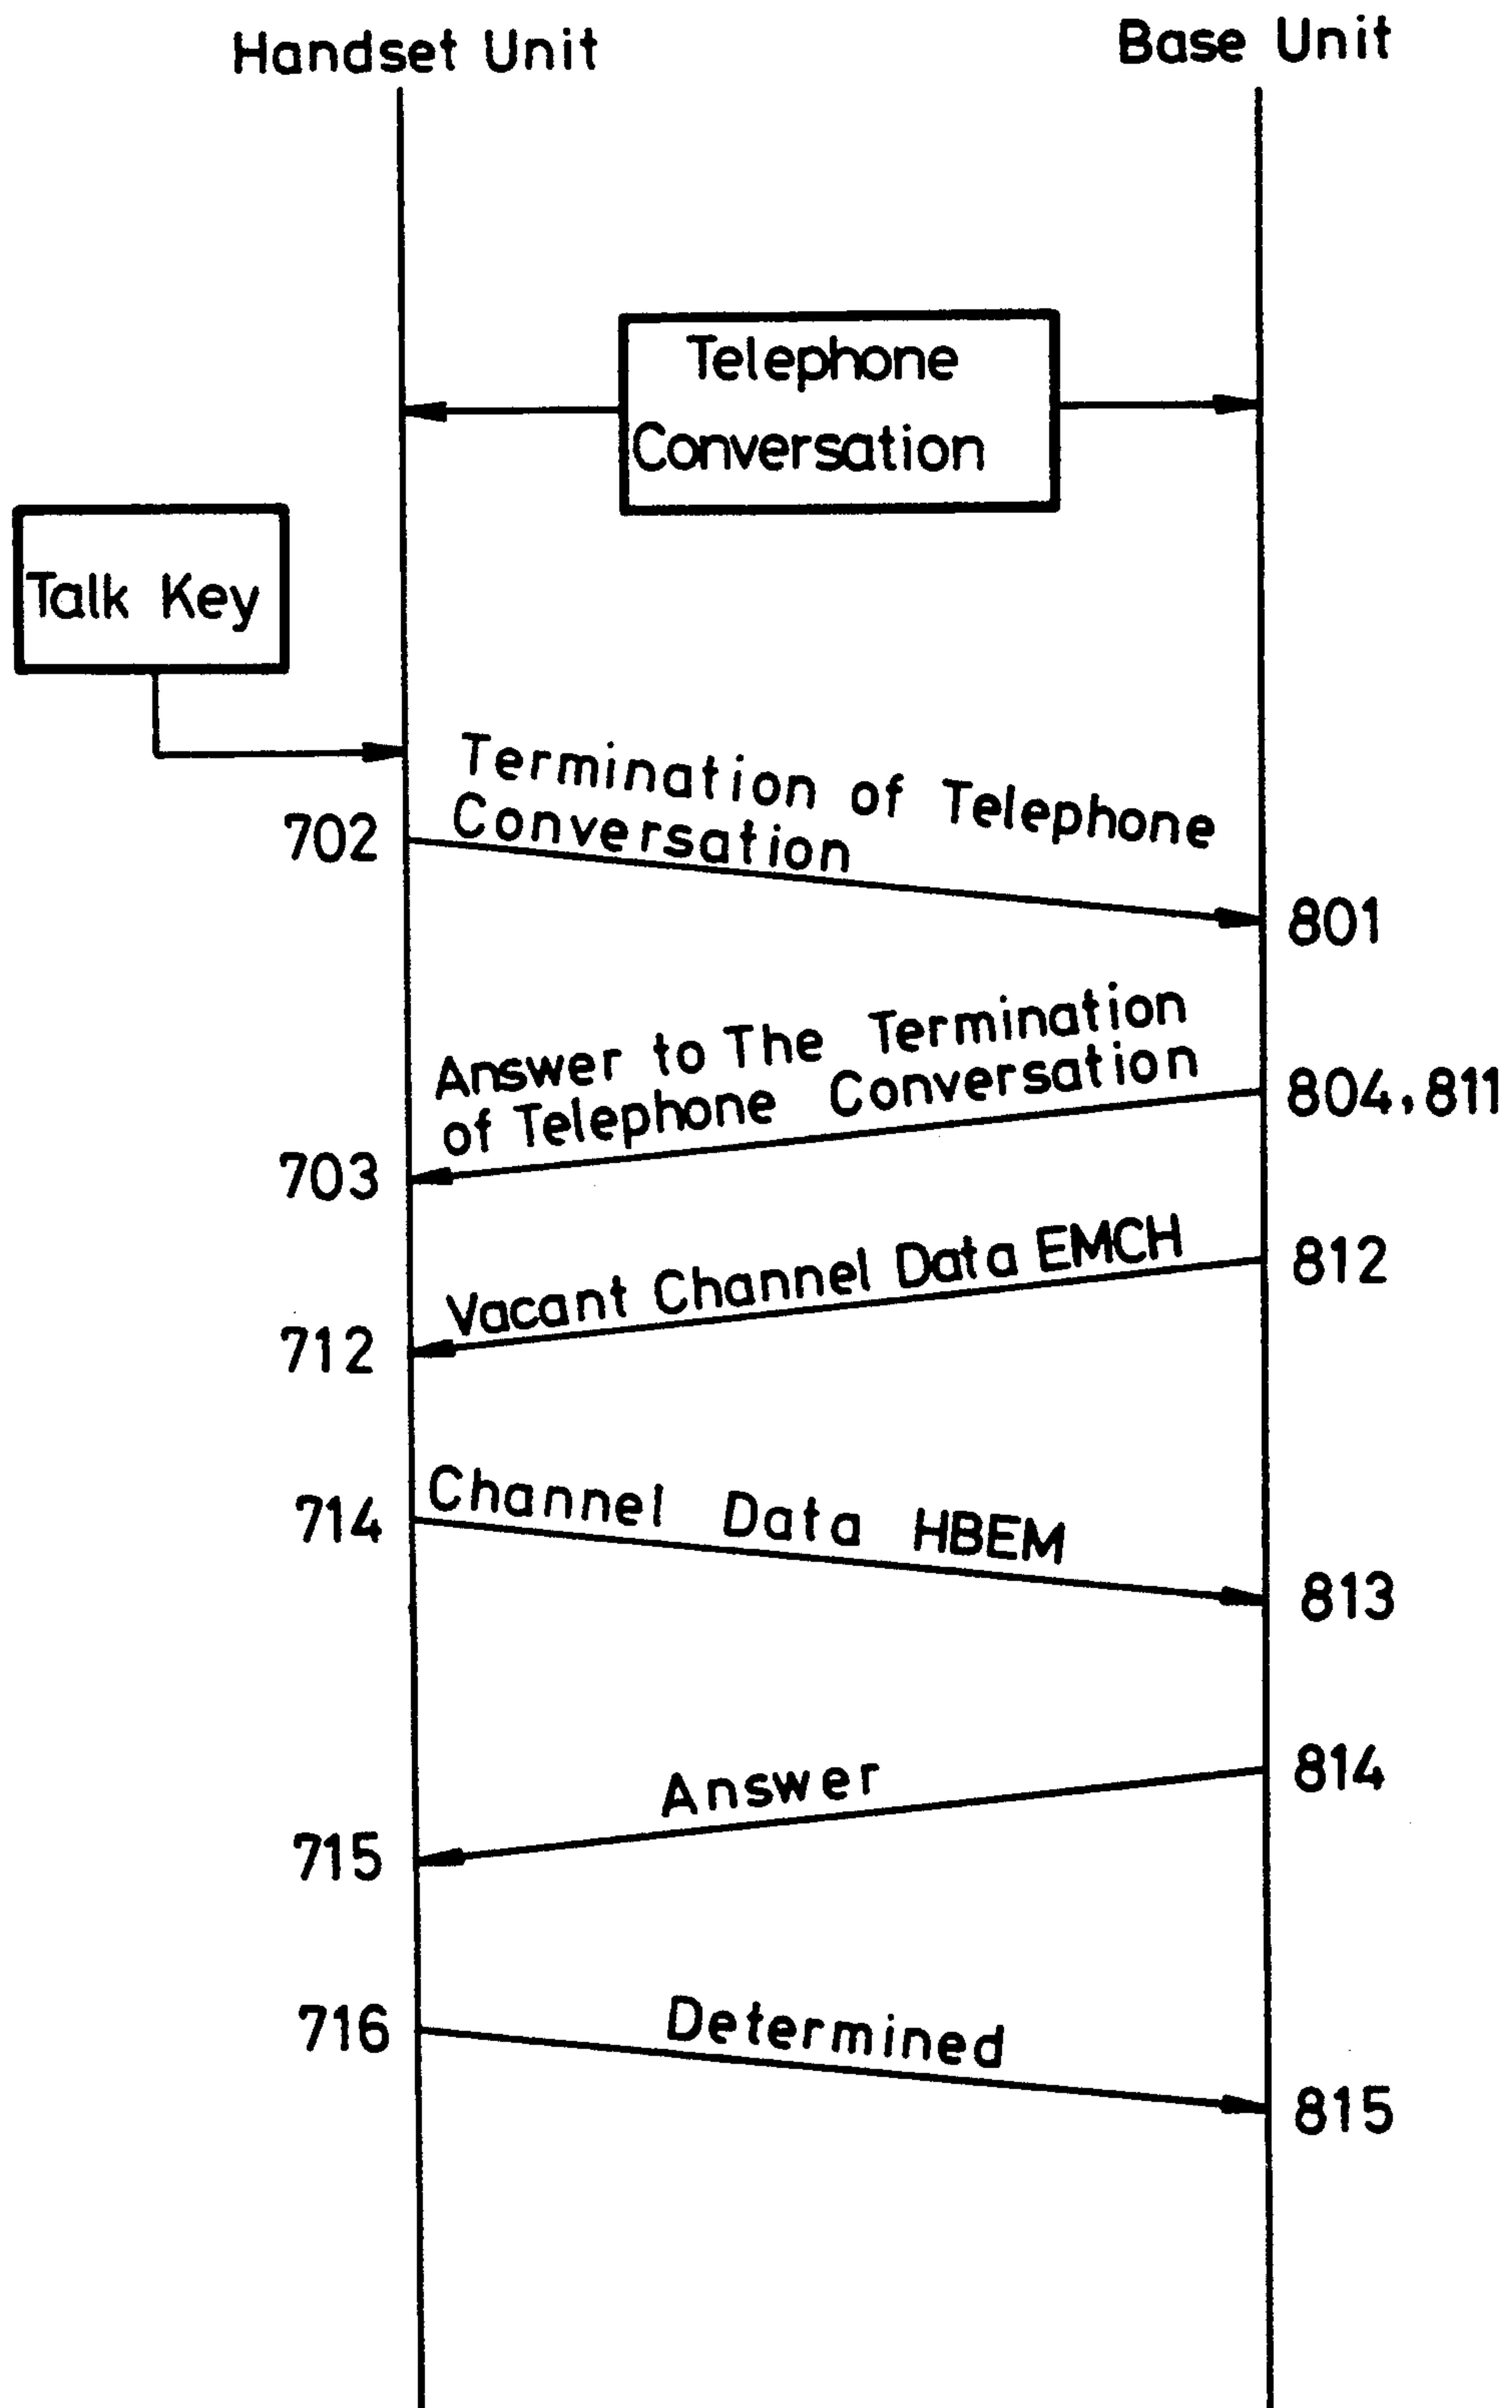 Handset Unit
Base Unit
Telephone
Conversation
Talk Key
Termination of Telephone
Conversation
702
801
Answer to The Termination
of Telephone Conversation
804,811
703
Vacant Channel Data EMCH
812
712
Channel Data HBEM
714
813
Answer
814
715
Determined
716
815